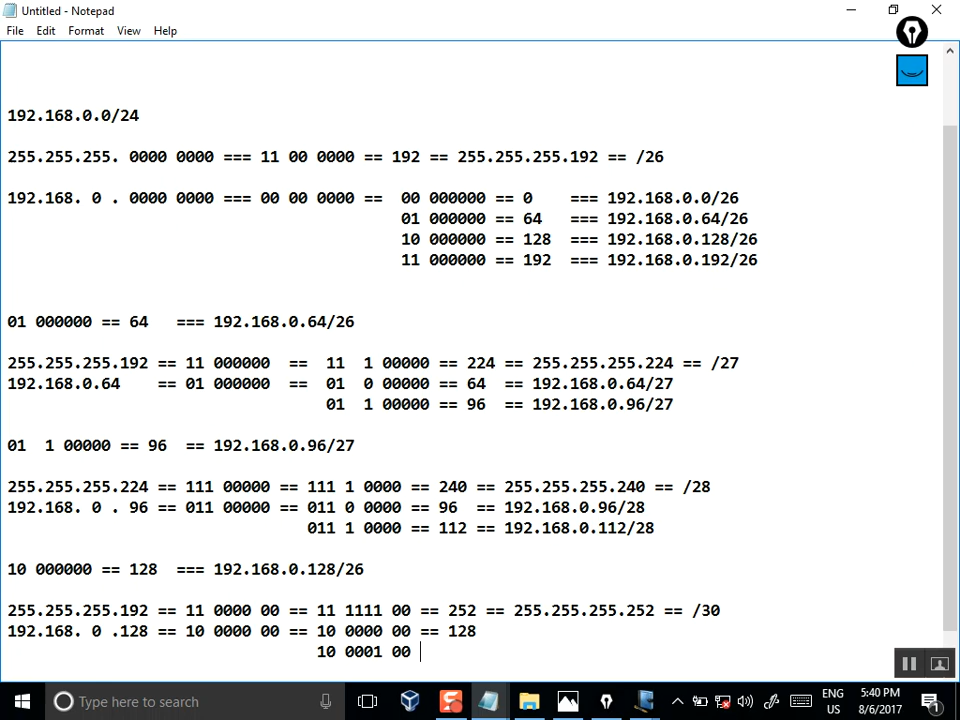 Untitled - Notepad
File Edit Format View Help
192.168.0.0/24
255.255.255. 0000 0000 === 11 00 0000 == 192 == 255.255.255.192 == /26
192.168. 0 . 0000 0000 === 00 00 0000 == 00 000000 == 0 === 192.168.0.0/26
01 000000 == 64 === 192.168.0.64/26
10 000000 == 128 === 192.168.0.128/26
11 000000 == 192 === 192.168.0.192/26
01 000000 == 64 === 192.168.0.64/26
255.255.255.192 == 11 000000 == 11 1 00000 == 224 == 255.255.255.224 == /27
192.168.0.64 == 01 000000 == 01 0 00000 == 64 == 192.168.0.64/27
01 1 00000 == 96 == 192.168.0.96/27
01 1 00000 == 96 == 192.168.0.96/27
255.255.255.224 == 111 00000 == 111 1 0000 == 240 == 255.255.255.240 == /28
192.168. 0 . 96 == 011 00000 == 011 0 0000 == 96 == 192.168.0.96/28
011 1 0000 == 112 == 192.168.0.112/28
10 000000 == 128 === 192.168.0.128/26
255.255.255.192 == 11 0000 00 == 11 1111 00 == 252 == 255.255.255.252 == /30
192.168. 0 .128 == 10 0000 00 == 10 0000 00 == 128
10 0001 00
Type here to search
ENG
US
5:40 PM
8/6/2017
1